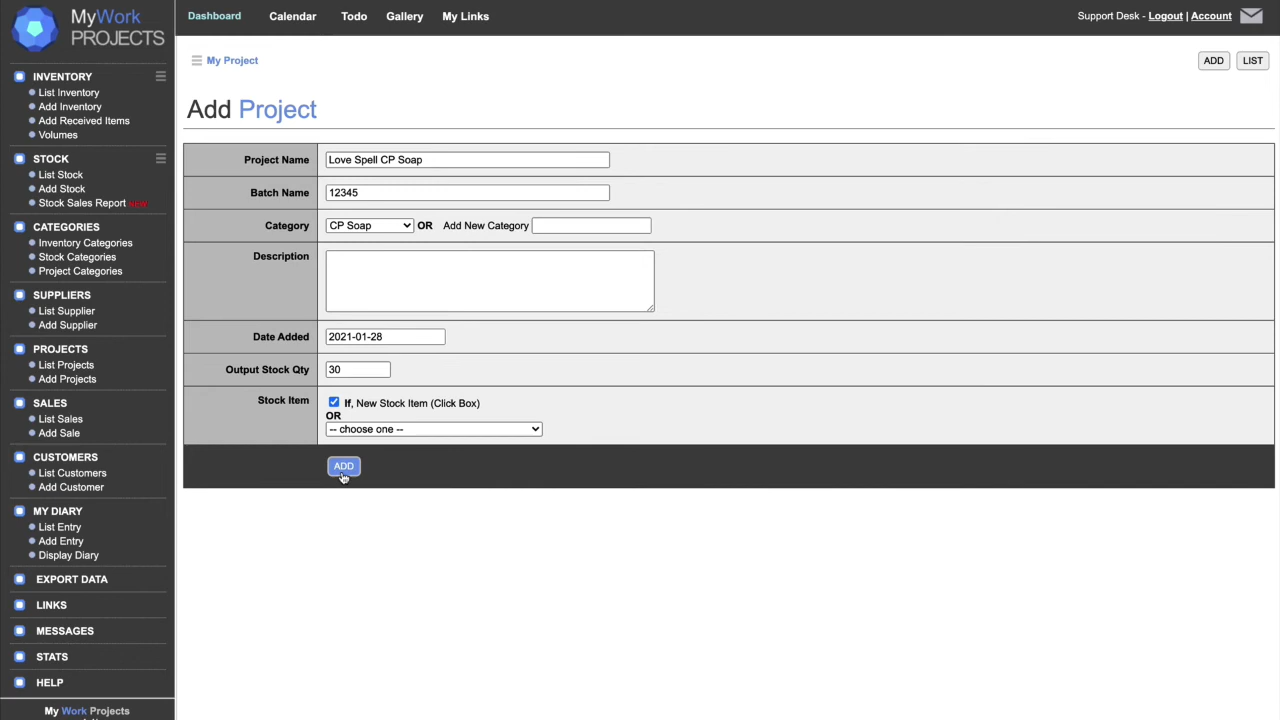 MyWork
PROJECTS
Dashboard Calendar Todo Gallery My Links
Support Desk - Logout | Account
INVENTORY
List Inventory
Add Inventory
Add Received Items
Volumes
STOCK
List Stock
Add Stock
Stock Sales Report NEW
CATEGORIES
Inventory Categories
Stock Categories
Project Categories
SUPPLIERS
List Supplier
Add Supplier
PROJECTS
List Projects
Add Projects
SALES
List Sales
Add Sale
CUSTOMERS
List Customers
Add Customer
MY DIARY
List Entry
Add Entry
Display Diary
EXPORT DATA
LINKS
MESSAGES
STATS
HELP
My Work Projects
My Project
ADD LIST
Add Project
Project Name Love Spell CP Soap
Batch Name 12345
Category CP Soap OR Add New Category
Description
Date Added 2021-01-28
Output Stock Qty 30
Stock Item If, New Stock Item (Click Box)
OR
-- choose one --
ADD